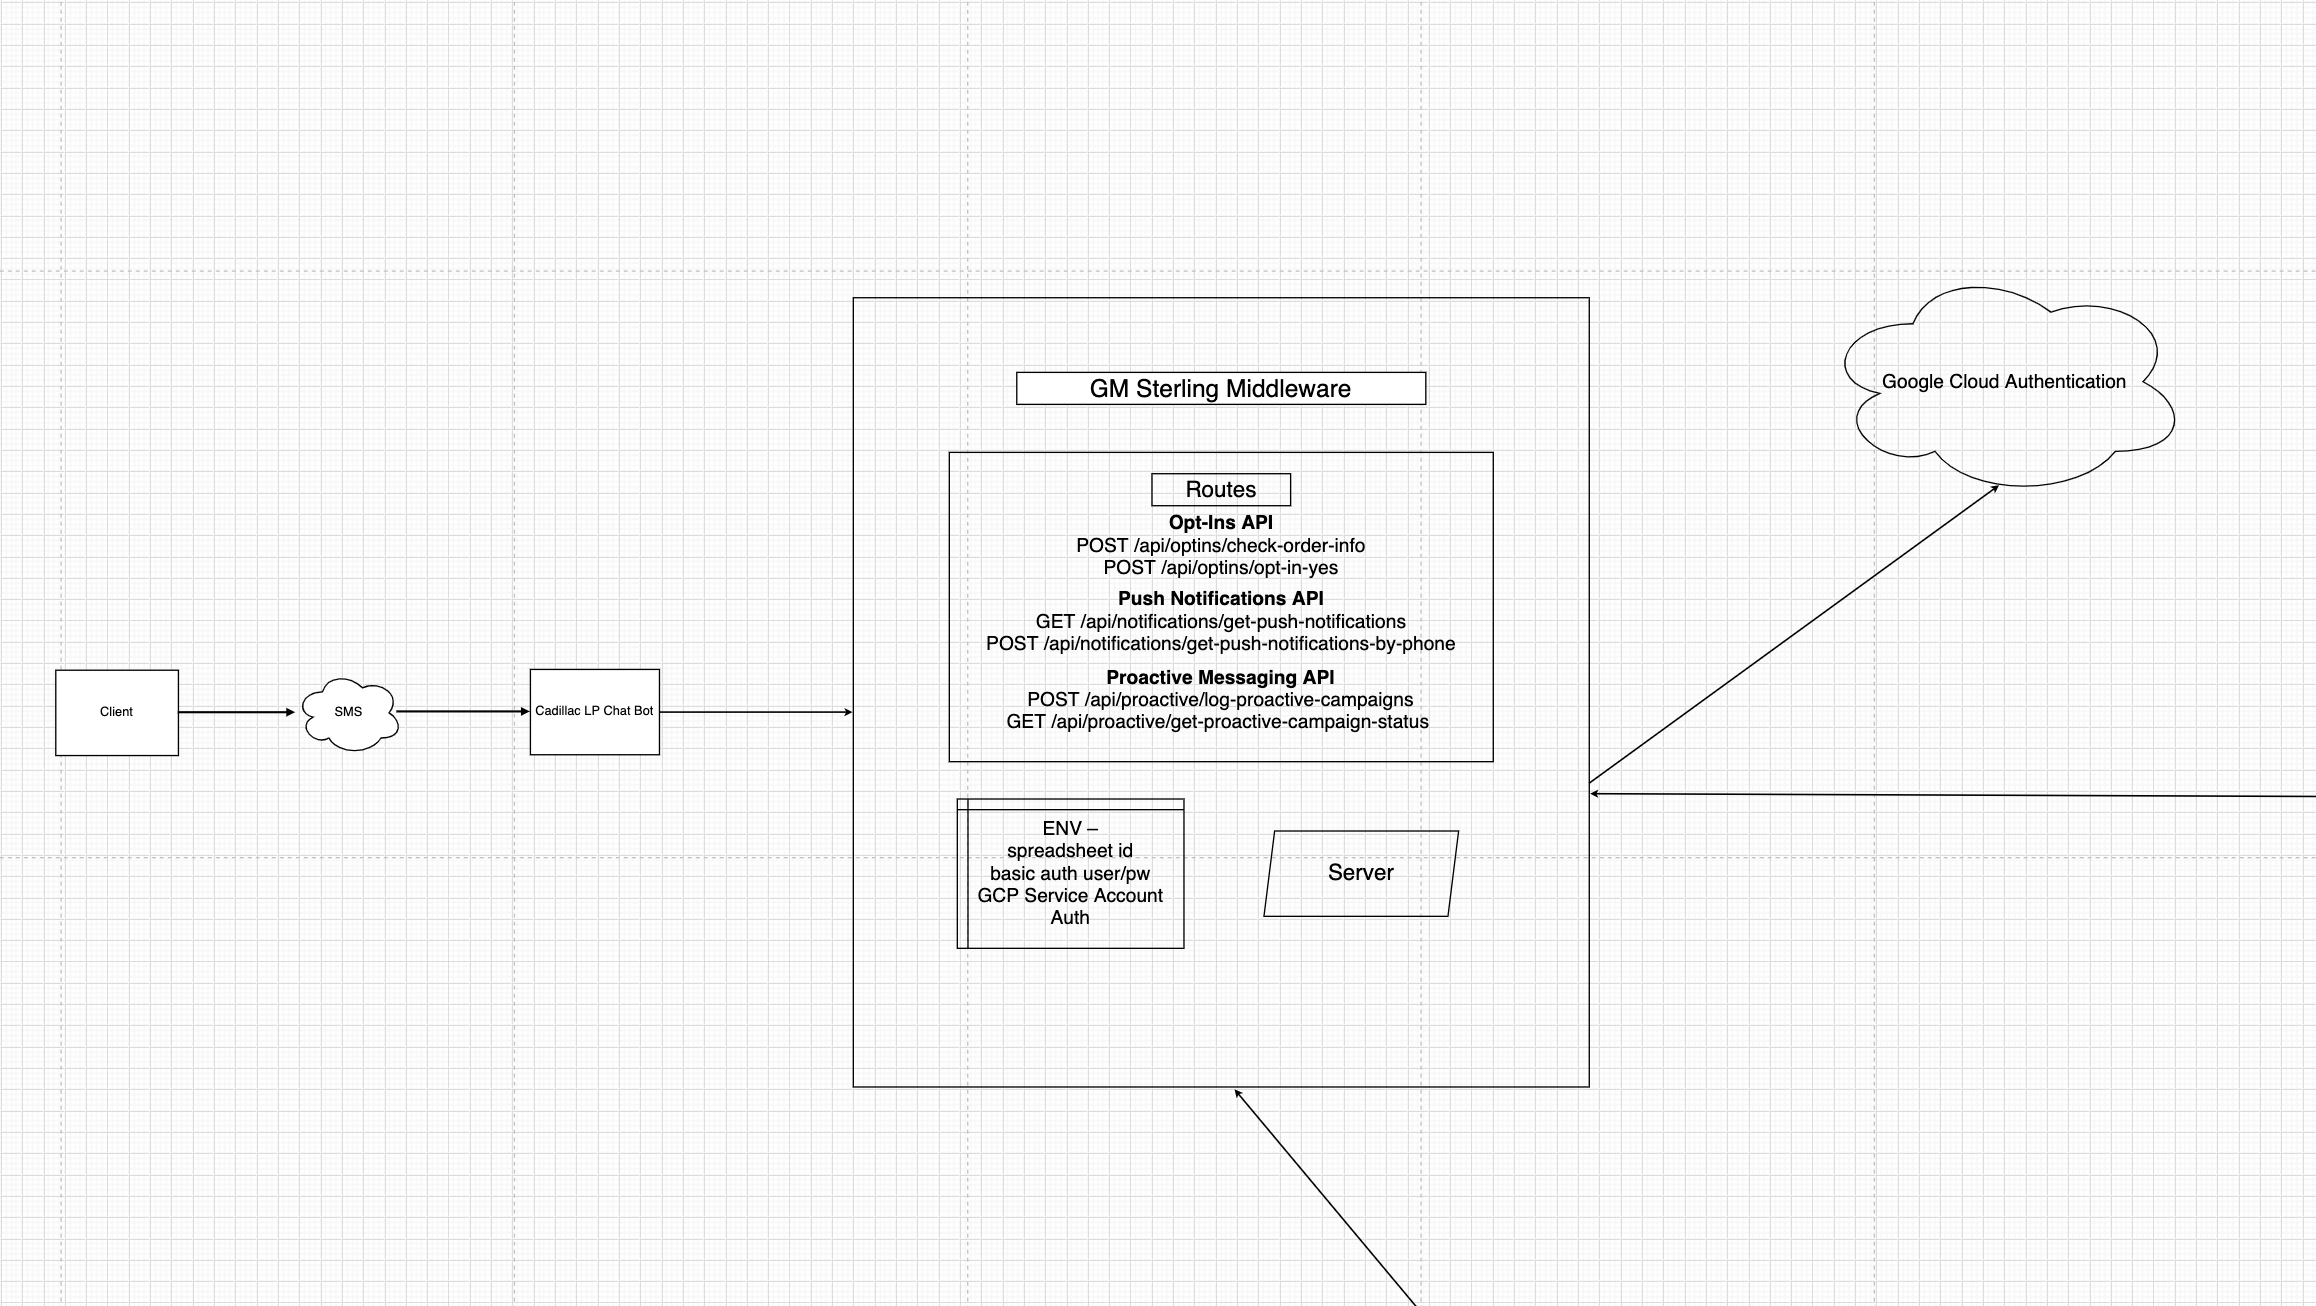 Client
SMS
Cadillac LP Chat Bot
GM Sterling Middleware
Routes
Opt-Ins API
POST /api/optins/check-order-info
POST /api/optins/opt-in-yes
Push Notifications API
GET /api/notifications/get-push-notifications
POST /api/notifications/get-push-notifications-by-phone
Proactive Messaging API
POST /api/proactive/log-proactive-campaigns
GET /api/proactive/get-proactive-campaign-status
ENV –
spreadsheet id
basic auth user/pw
GCP Service Account
Auth
Server
Google Cloud Authentication